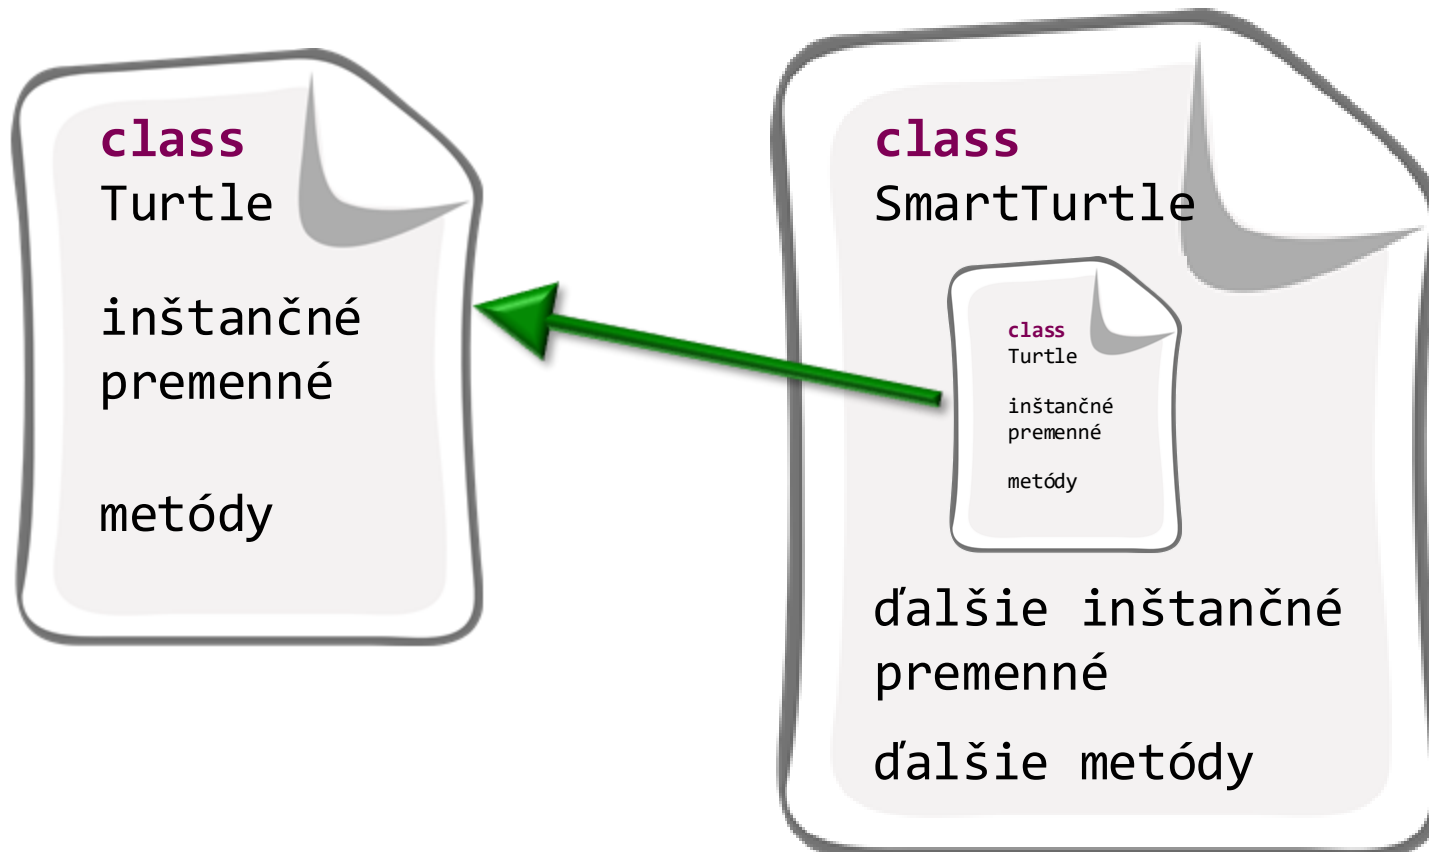 class
Turtle
inštančné
premenné
metódy
class
SmartTurtle
class
Turtle
inštančné
premenné
metódy
ďalšie inštančné
premenné
ďalšie metódy